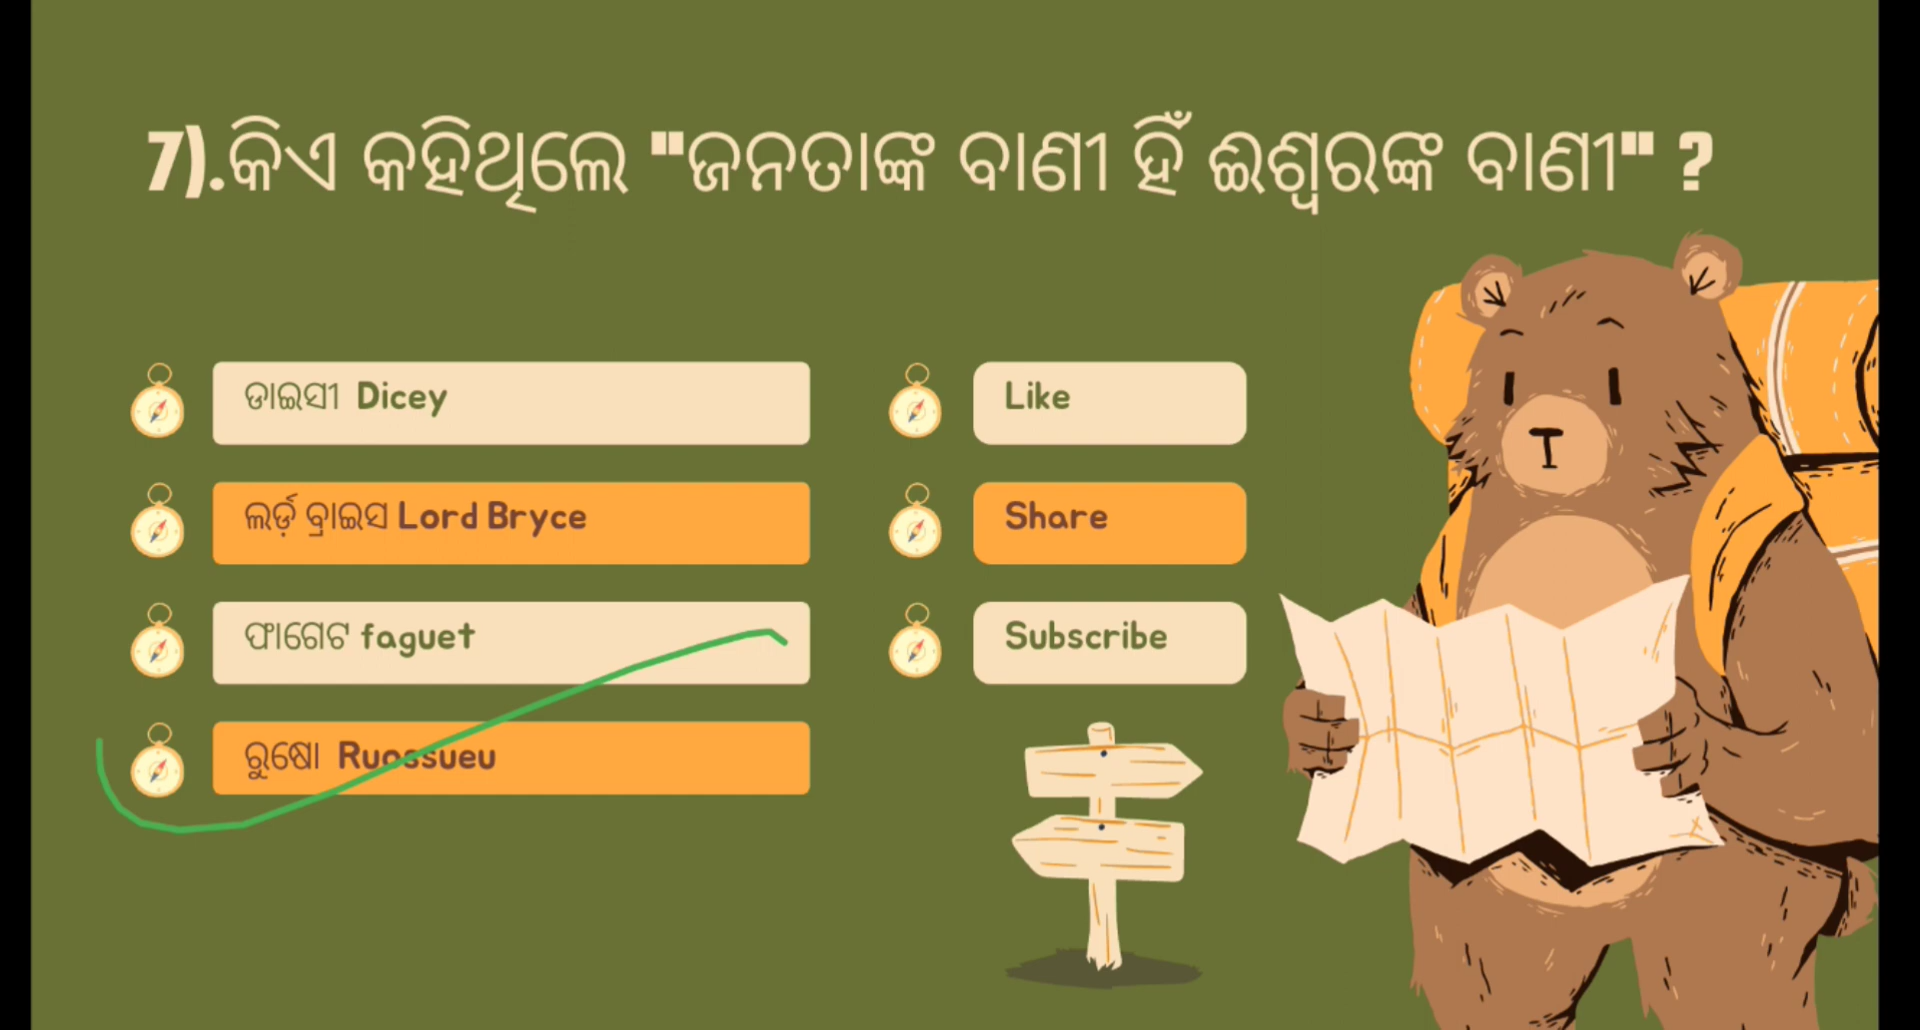 7).କିଏ କହିଥିଲେ "ଜନତାଙ୍କ ବାଣୀ ହିଁ ଈଶ୍ୱରଙ୍କ ବାଣୀ" ?
ଡାଇସୀ Dicey
ଲର୍ଡ଼ ବ୍ରାଇସ Lord Bryce
ଫାଗେଟ faguet
ରୁଷୋ Ruossueu
Like
Share
Subscribe